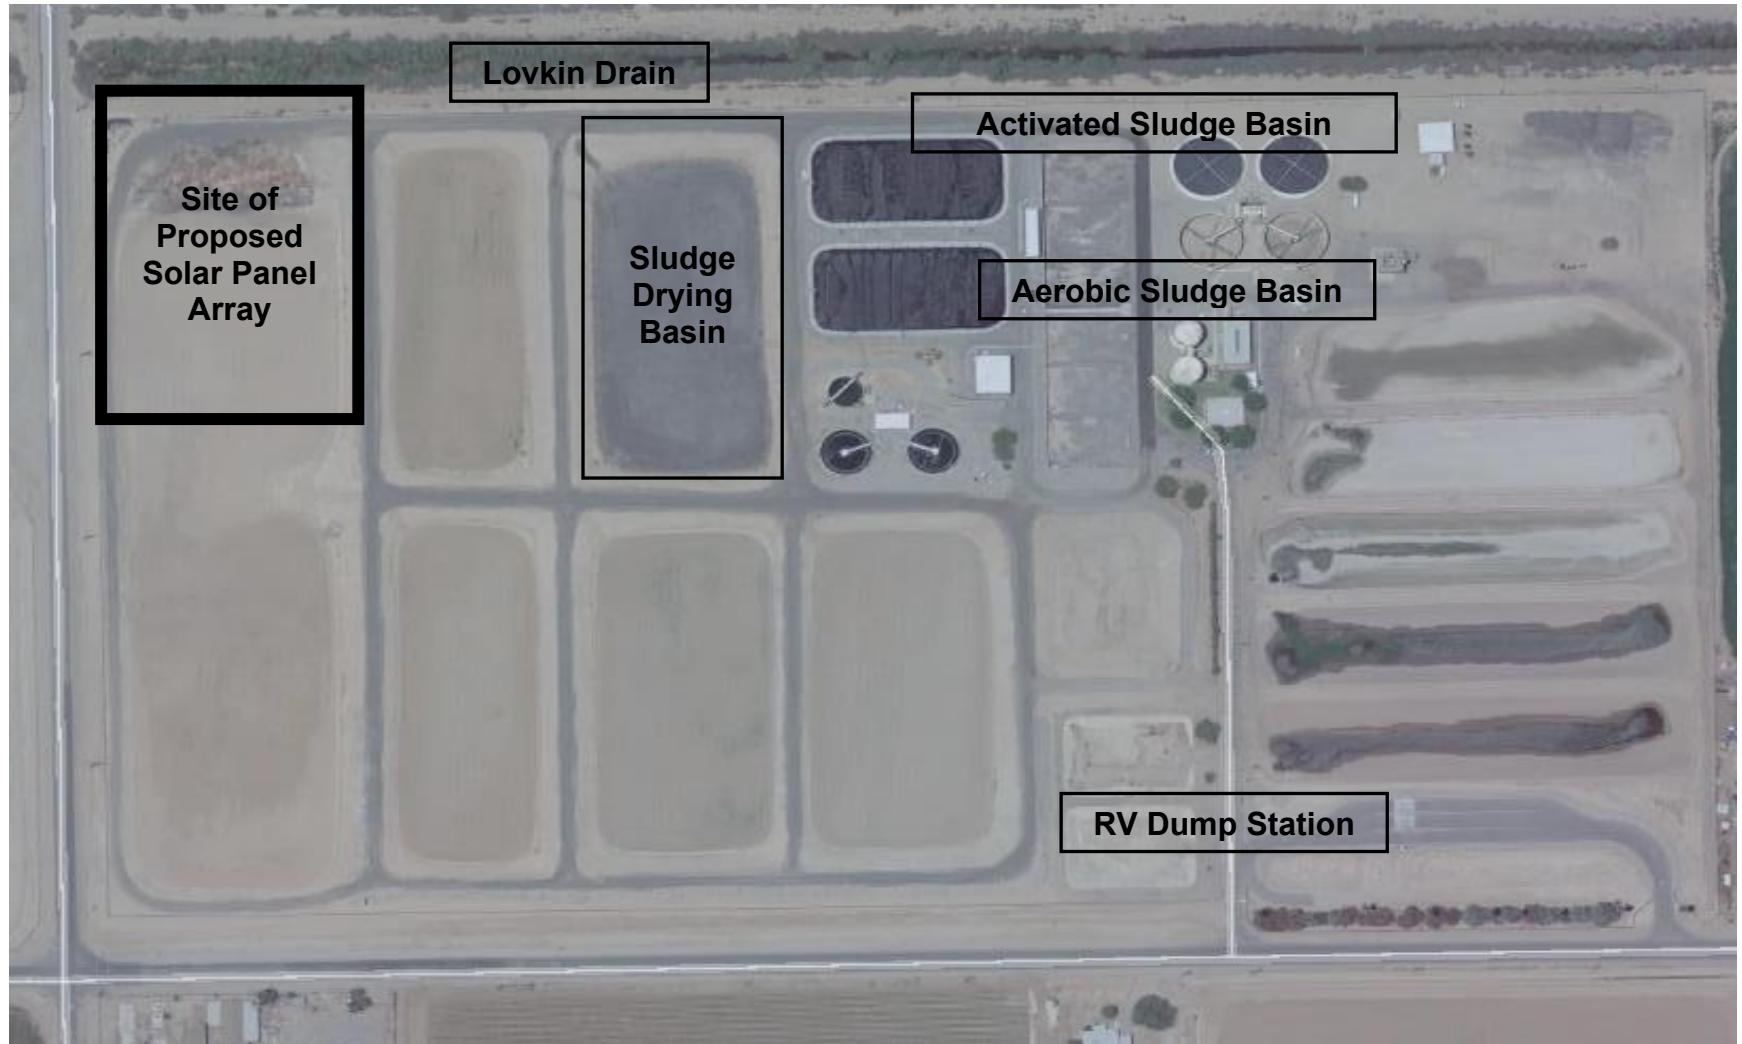 Lovkin Drain
Activated Sludge Basin
Site of
Proposed
Solar Panel
Array
Sludge
Drying
Basin
Aerobic Sludge Basin
RV Dump Station